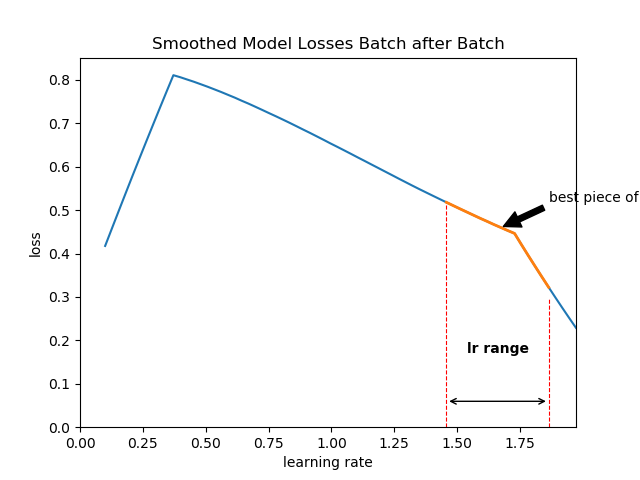 Smoothed Model Losses Batch after Batch
0.8
0.7
0.6
0.5
0.4
0.3
0.2
0.1
0.0
loss
best piece of
lr range
0.00 0.25 0.50 0.75 1.00 1.25 1.50 1.75
learning rate